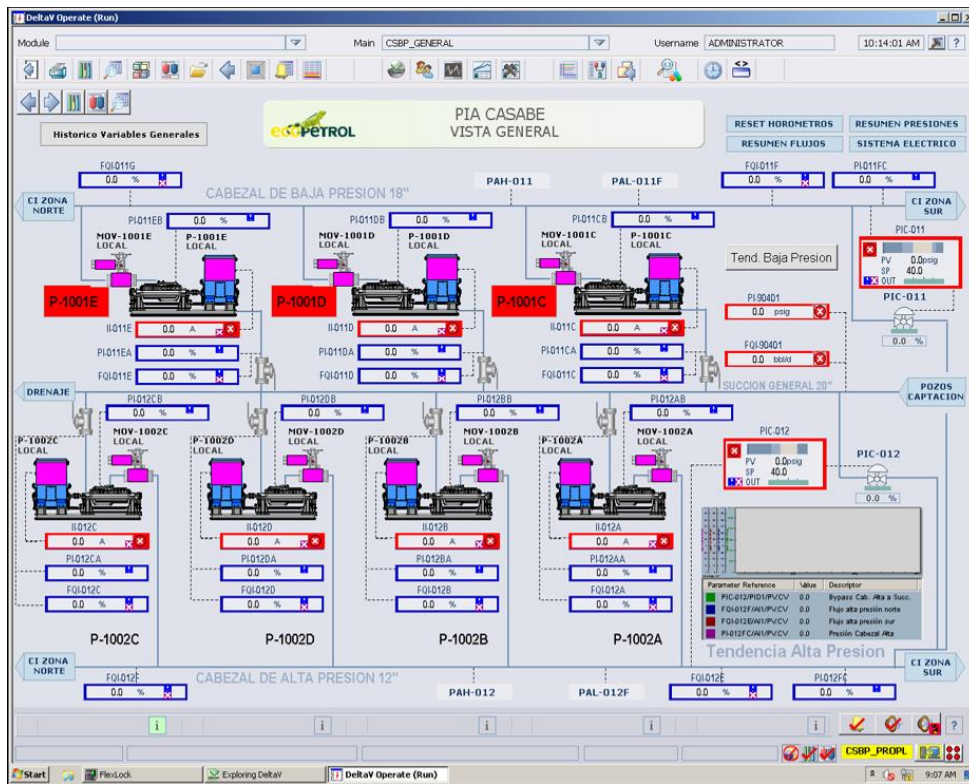 DeltaV Operate (Run)
Module
Main CSBP_GENERAL
Username ADMINISTRATOR
10:14:01 AM
?
Historico Variables Generales
ecopetrol
PIA CASABE
VISTA GENERAL
RESET HOROMETROS
RESUMEN PRESIONES
RESUMEN FLUJOS
SISTEMA ELECTRICO
FQI-011G
0.0 %
CABEZAL DE BAJA PRESION 18"
PAH-011
PAL-011F
FQI-011F
0.0 %
PI-011FC
0.0 %
CI ZONA
NORTE
CI ZONA
SUR
PI-011EB
0.0 %
PI-011DB
0.0 %
PI-011CB
0.0 %
MOV-1001E
LOCAL
P-1001E
LOCAL
MOV-1001D
LOCAL
P-1001D
LOCAL
MOV-1001C
LOCAL
P-1001C
LOCAL
PIC-011
PV 0.0psig
SP 40.0
OUT
Tend. Baja Presion
P-1001E
P-1001D
P-1001C
PI-90401
0.0 psig
PIC-011
0.0 %
II-011E
0.0 A
II-011D
0.0 A
II-011C
0.0 A
PI-011EA
0.0 %
PI-011DA
0.0 %
PI-011CA
0.0 %
FQI-90401
0.0 bbl/d
FQI-011E
0.0 %
FQI-011D
0.0 %
FQI-011C
0.0 %
SUCCION GENERAL 20"
DRENAJE
POZOS
CAPTACION
PI-012CB
0.0 %
PI-012DB
0.0 %
PI-012BB
0.0 %
PI-012AB
0.0 %
P-1002C
LOCAL
MOV-1002C
LOCAL
P-1002D
LOCAL
MOV-1002D
LOCAL
P-1002B
LOCAL
MOV-1002B
LOCAL
P-1002A
LOCAL
MOV-1002A
LOCAL
PIC-012
PV 0.0psig
SP 40.0
OUT
PIC-012
0.0 %
II-012C
0.0 A
II-012D
0.0 A
II-012B
0.0 A
II-012A
0.0 A
PI-012CA
0.0 %
PI-012DA
0.0 %
PI-012BA
0.0 %
PI-012AA
0.0 %
FQI-012C
0.0 %
FQI-012D
0.0 %
FQI-012B
0.0 %
FQI-012A
0.0 %
Parameter Reference Value Descriptor
PIC-012/PID1/PV.CV 0.0 Bypass Cab. Alta a Succ.
FQI-012F/AI1/PV.CV 0.0 Flujo alta presión norte
FQI-012E/AI1/PV.CV 0.0 Flujo alta presión sur
PI-012FC/AI1/PV.CV 0.0 Presión Cabezal Alta
P-1002C
P-1002D
P-1002B
P-1002A
Tendencia Alta Presion
CI ZONA
NORTE
CI ZONA
SUR
FQI-012F
0.0 %
CABEZAL DE ALTA PRESION 12"
PAH-012
PAL-012F
FQI-012E
0.0 %
PI-012FC
0.0 %
i
i
i
i
i
?
CSBP_PROPL
Start
FlexLock
Exploring DeltaV
DeltaV Operate (Run)
9:07 AM